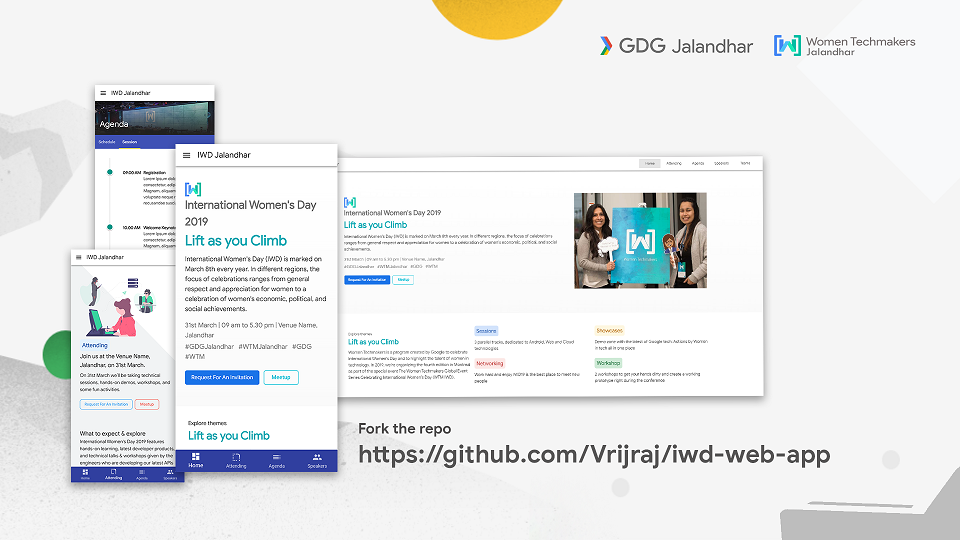 GDG Jalandhar
Women Techmakers
Jalandhar
IWD Jalandhar
Agenda
Schedule Session
09:00 AM Registration
Lorem ipsum dolor
consectetur, adip
Magnam, aliquam
voluptate neque
recusandae susci
10:00 AM Welcome Keynote
Lorem ipsum dolor
consectetur, adip
Magnam, aliquam
IWD Jalandhar
Attending
Join us at the Venue Name,
Jalandhar, on 31st March.
On 31st march we'll be taking technical
sessions, hands-on demos, workshops, and
some fun activities.
Request For An Invitation Meetup
What to expect & explore
International Women's Day 2019 features
hands-on learning, latest developer products,
and technical talks & workshops given by the
engineers who are developing our latest APIs
Home Attending Agenda Speakers
IWD Jalandhar
International Women's Day
2019
Lift as you Climb
International Women's Day (IWD) is marked on
March 8th every year. In different regions, the
focus of celebrations ranges from general
respect and appreciation for women to a
celebration of women's economic, political, and
social achievements.
31st March | 09 am to 5.30 pm | Venue Name,
Jalandhar
#GDGJalandhar #WTMJalandhar #GDG
#WTM
Request For An Invitation Meetup
Explore themes
Lift as you Climb
Home Attending Agenda Speakers
Home Attending Agenda Speakers Teams
International Women's Day 2019
Lift as you Climb
International Women's Day (IWD) is marked on March 8th every year. In different regions, the
focus of celebrations ranges from general respect and appreciation for women to a celebration of women's economic, political, and social
achievements.
31st March | 09 am to 5.30 pm | Venue Name, Jalandhar
#GDGJalandhar #WTMJalandhar #GDG #WTM
Request For An Invitation Meetup
Women Techmakers
Explore themes
Lift as you Climb
Women Techmakers is a program created by Google to celebrate
International Women's Day and to highlight the talent of women in
technology. In 2019, we're organizing the fourth edition in Montreal
as part of this special event The Women Techmakers Global Event
Series Celebrating International Women's Day (WTM IWD).
Sessions
3 parallel tracks, dedicated to Android, Web and Cloud
technologies
Showcases
Demo zone with the latest of Google tech, Actions by Women
in tech all in one place
Networking
Work hard and enjoy IWD19 is the best place to meet new
people
Workshop
2 workshops to get your hands dirty and create a working
prototype right during the conference
Fork the repo
https://github.com/Vrijraj/iwd-web-app